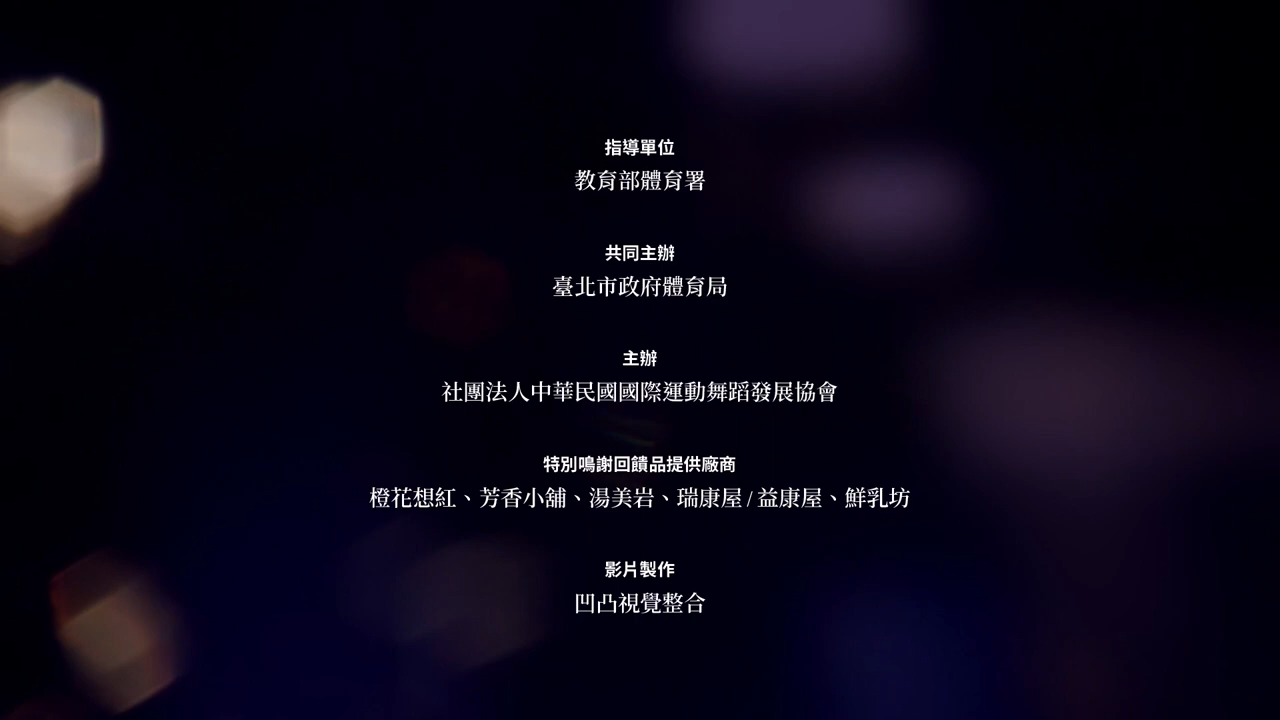 指導單位
教育部體育署
共同主辦
臺北市政府體育局
主辦
社團法人中華民國國際運動舞蹈發展協會
特別鳴謝回饋品提供廠商
橙花想紅、芳香小舖、湯美岩、瑞康屋 / 益康屋、鮮乳坊
影片製作
凹凸視覺整合